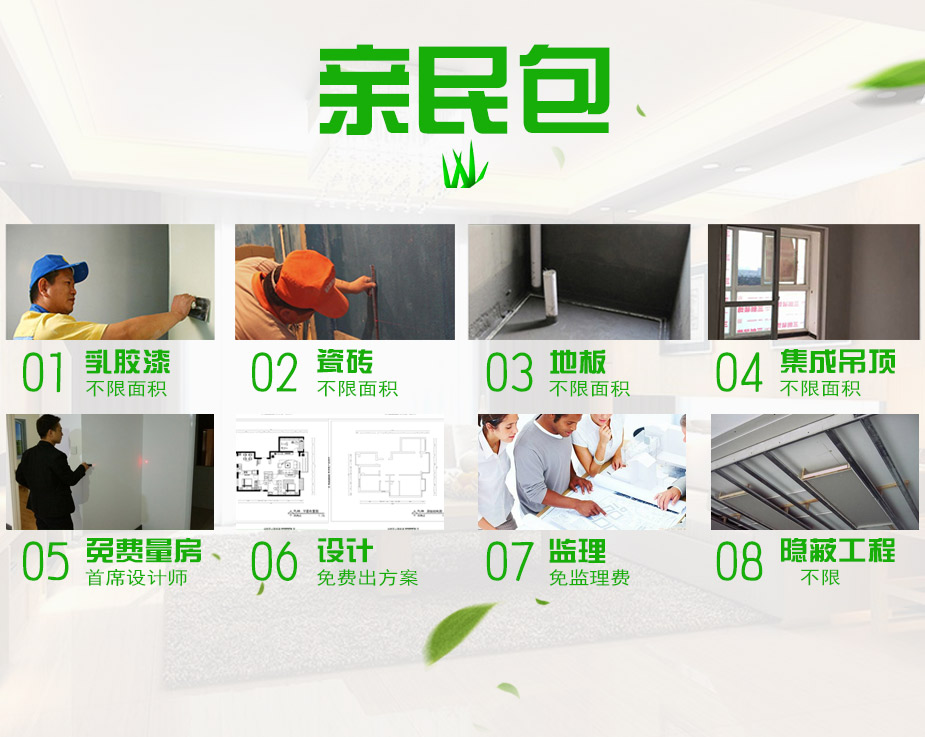 亲民包
01 乳胶漆
不限面积
02 瓷砖
不限面积
03 地板
不限面积
04 集成吊顶
不限面积
05 免费量房
首席设计师
06 设计
免费出方案
07 监理
免监理费
08 隐蔽工程
不限